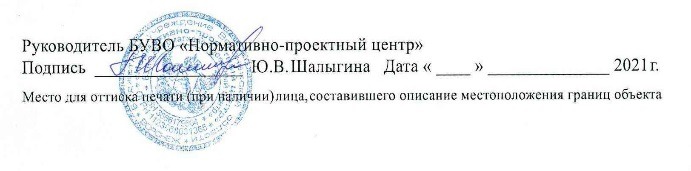 Руководитель БУВО «Нормативно-проектный центр»
Подпись ____________ Ю.В.Шалыгина Дата « ____ » ______________ 2021 г.
Место для оттиска печати (при наличии)лица,составившего описание местоположения границ объекта